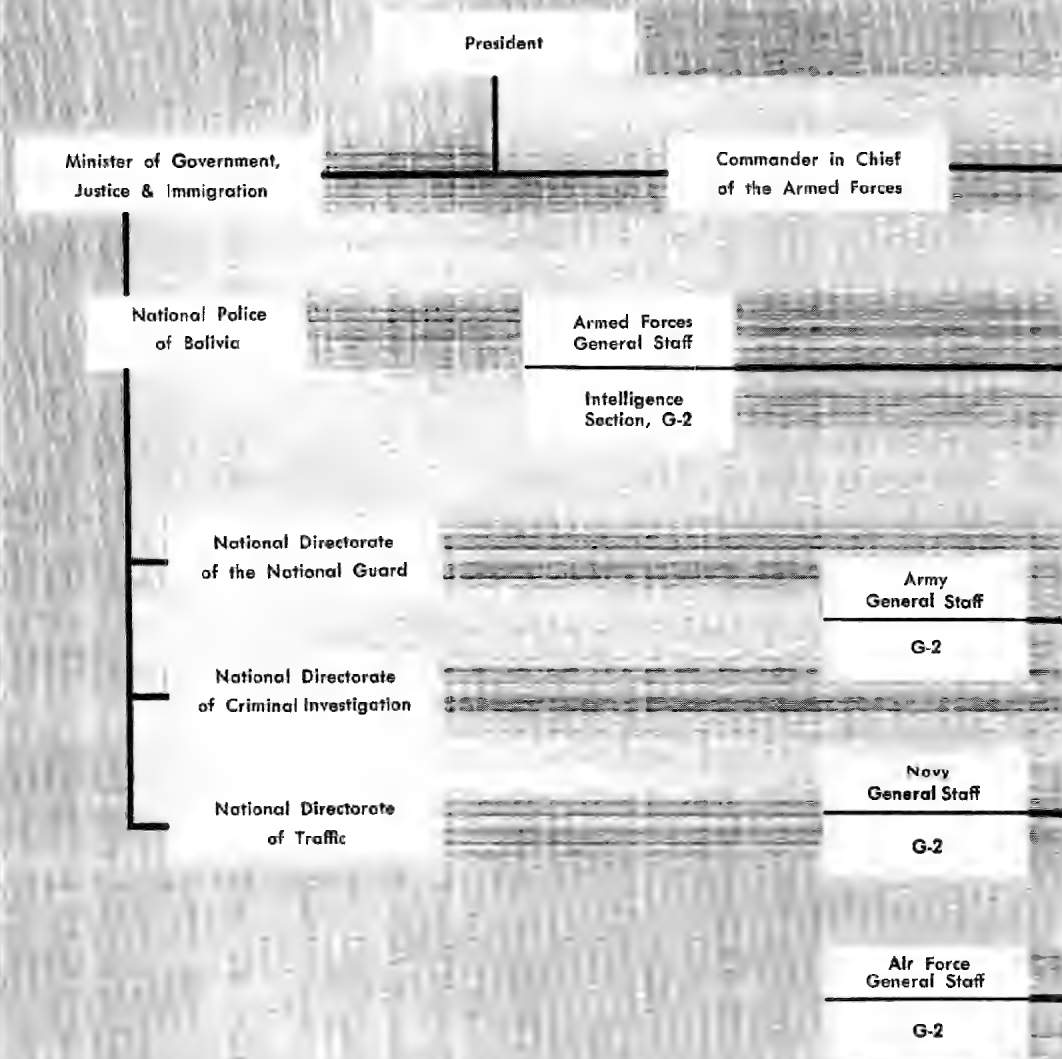 President
Minister of Government,
Justice & Immigration
Commander in Chief
of the Armed Forces
National Police
of Bolivia
Armed Forces
General Staff
Intelligence
Section, G-2
National Directorate
of the National Guard
Army
General Staff
G-2
National Directorate
of Criminal Investigation
Navy
General Staff
G-2
National Directorate
of Traffic
Air Force
General Staff
G-2